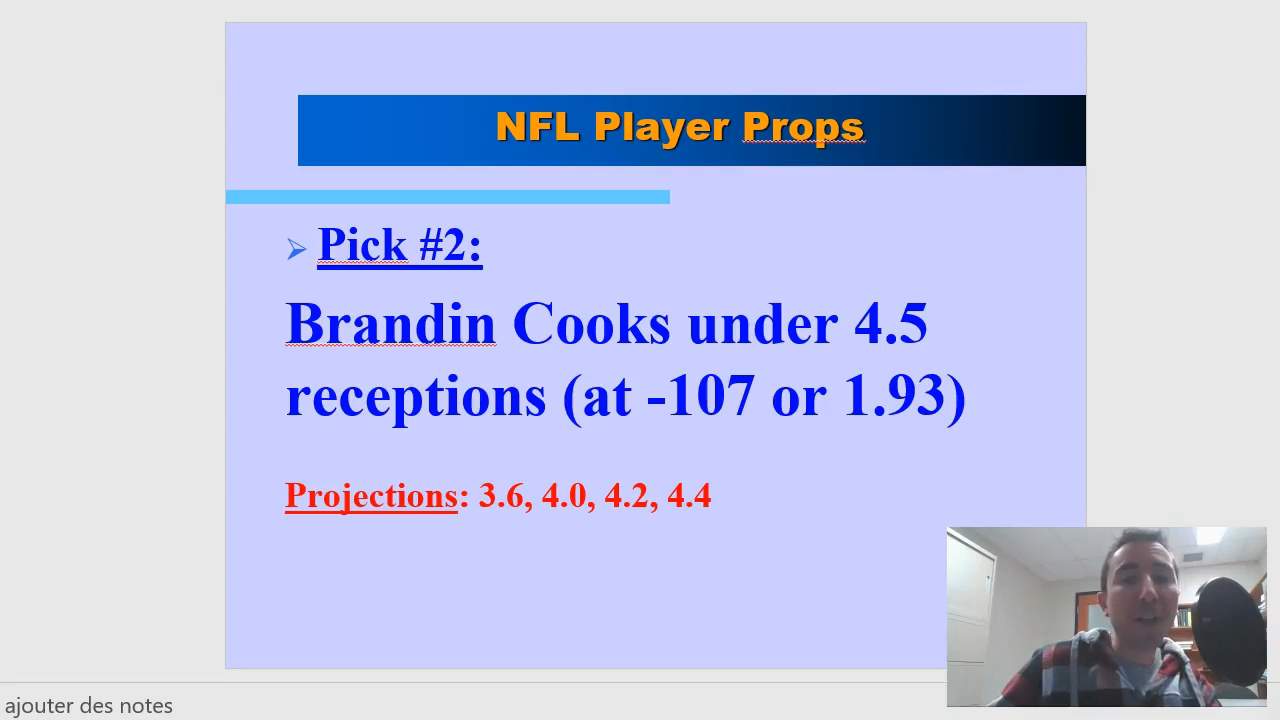 NFL Player Props
Pick #2:
Brandin Cooks under 4.5
receptions (at -107 or 1.93)
Projections: 3.6, 4.0, 4.2, 4.4
ajouter des notes